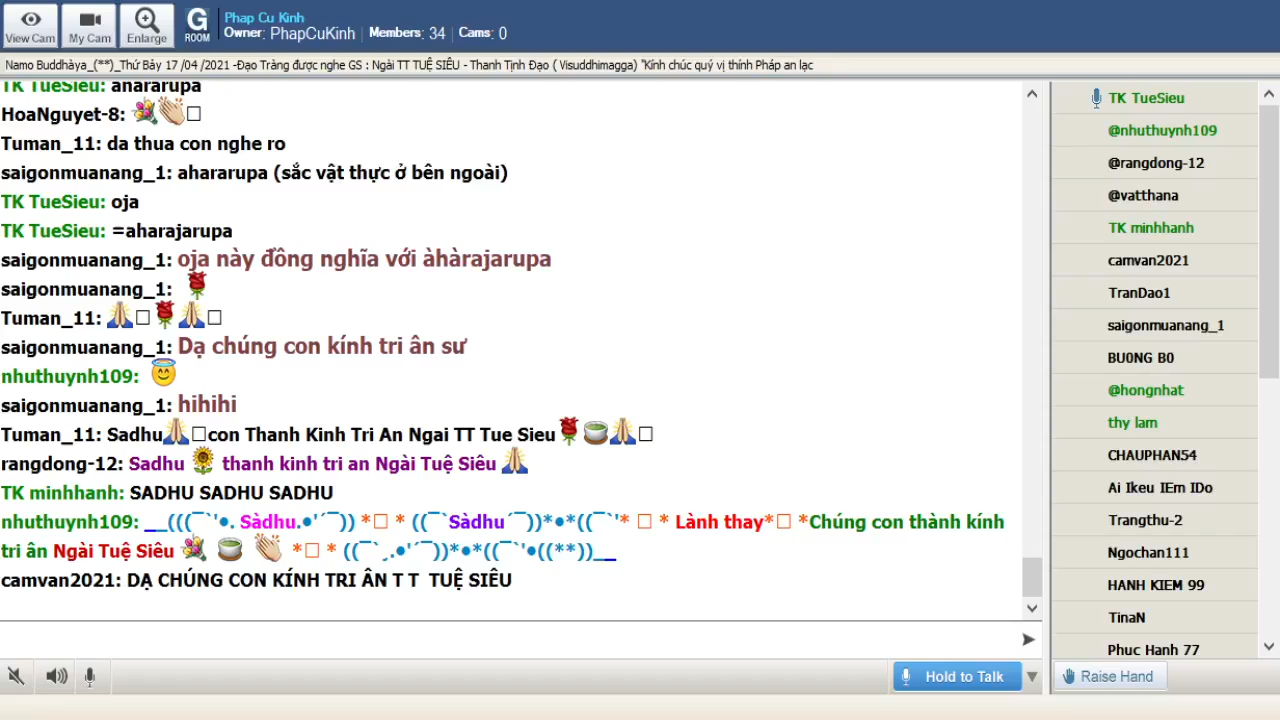 View Cam
My Cam
Enlarge
G
ROOM
Phap Cu Kinh
Owner: PhapCuKinh Members: 34 Cams: 0
Namo Buddhàya_(**)_Thứ Bảy 17 /04 /2021 -Đạo Tràng được nghe GS : Ngài TT TUỆ SIÊU - Thanh Tịnh Đạo ( Visuddhimagga) "Kính chúc quý vị thính Pháp an lạc
TK TueSieu: ahararupa
HoaNguyet-8: 💐👏□
Tuman_11: da thua con nghe ro
saigonmuanang_1: ahararupa (sắc vật thực ở bên ngoài)
TK TueSieu: oja
TK TueSieu: =aharajarupa
saigonmuanang_1: oja này đồng nghĩa với àhàrajarupa
saigonmuanang_1: 🌹
Tuman_11: 🙏□🌹🙏□
saigonmuanang_1: Dạ chúng con kính tri ân sư
nhuthuynh109: 😇
saigonmuanang_1: hihihi
Tuman_11: Sadhu🙏□con Thanh Kinh Tri An Ngai TT Tue Sieu🌹🍵🙏□
rangdong-12: Sadhu 🌻 thanh kinh tri an Ngài Tuệ Siêu 🙏
TK minhhanh: SADHU SADHU SADHU
nhuthuynh109: _ _(((¯`'•. Sàdhu.•'´¯)) *□ * ((¯`Sàdhu´¯))*•*((¯`'* □ * Lành thay*□ *Chúng con thành kính
tri ân Ngài Tuệ Siêu 💐 🍵 👏 *□ * ((¯`¸.•'´¯))*•*((¯`'•((**))_ _
camvan2021: DẠ CHÚNG CON KÍNH TRI ÂN T T TUỆ SIÊU
Hold to Talk
TK TueSieu
@nhuthuynh109
@rangdong-12
@vatthana
TK minhhanh
camvan2021
TranDao1
saigonmuanang_1
BU0NG B0
@hongnhat
thy lam
CHAUPHAN54
Ai Ikeu IEm IDo
Trangthu-2
Ngochan111
HANH KIEM 99
TinaN
Phuc Hanh 77
Raise Hand